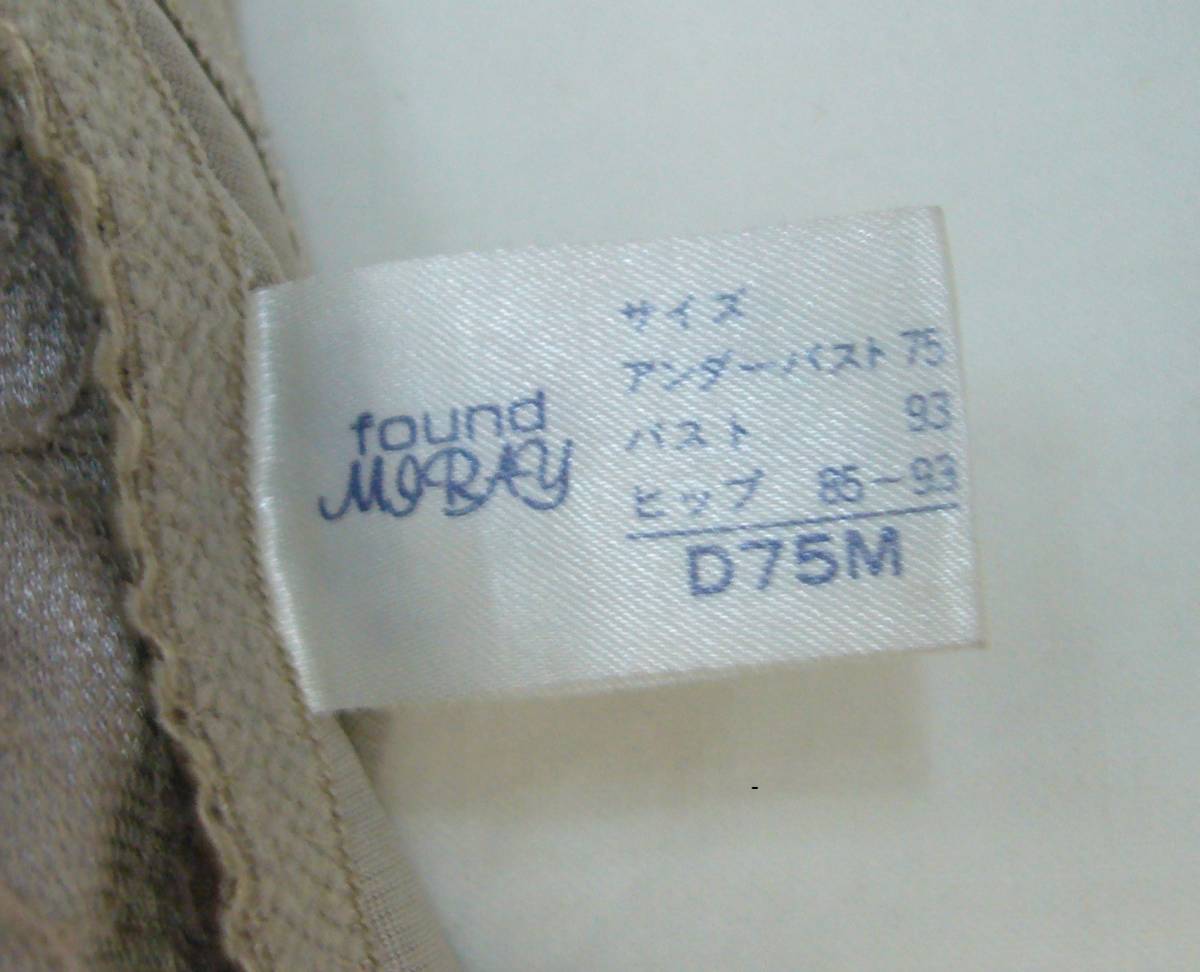 found
MIRAY
サイズ
アンダーバスト 75
バスト 93
ヒップ 85~93
D75M